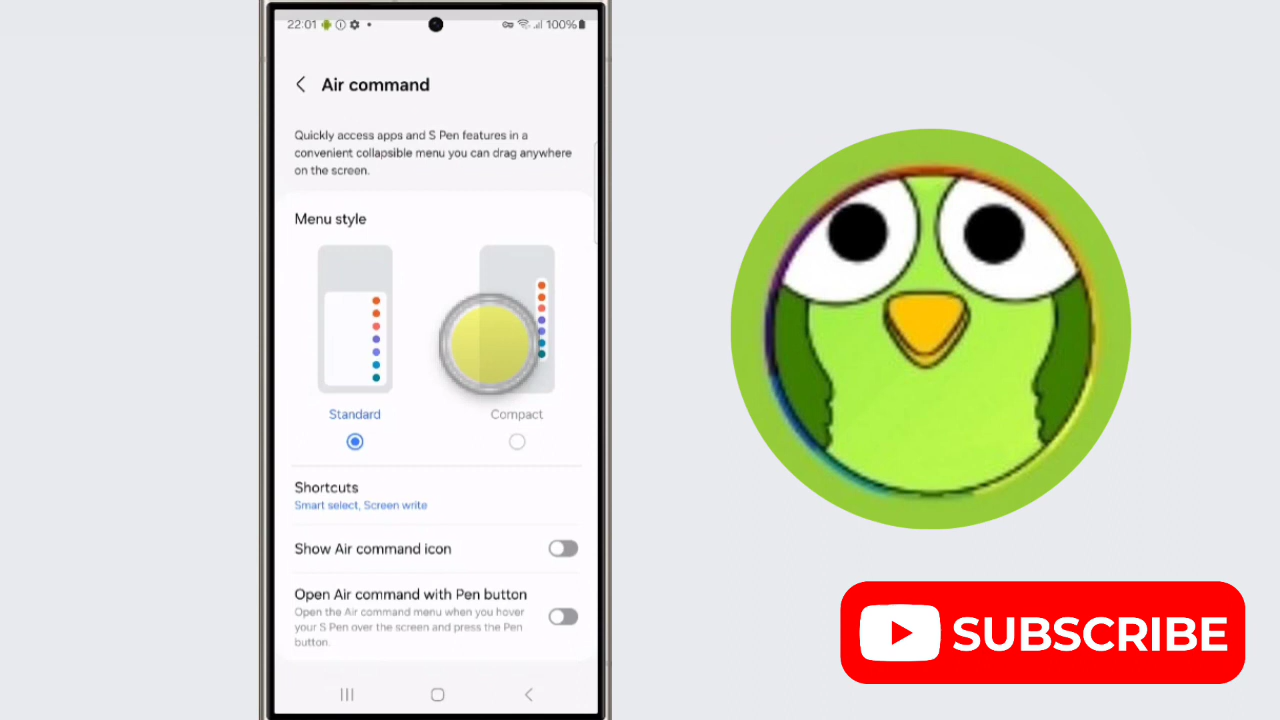 22:01
100%
Air command
Quickly access apps and S Pen features in a
convenient collapsible menu you can drag anywhere
on the screen.
Menu style
Standard
Compact
Shortcuts
Smart select, Screen write
Show Air command icon
Open Air command with Pen button
Open the Air command menu when you hover
your S Pen over the screen and press the Pen
button.
SUBSCRIBE